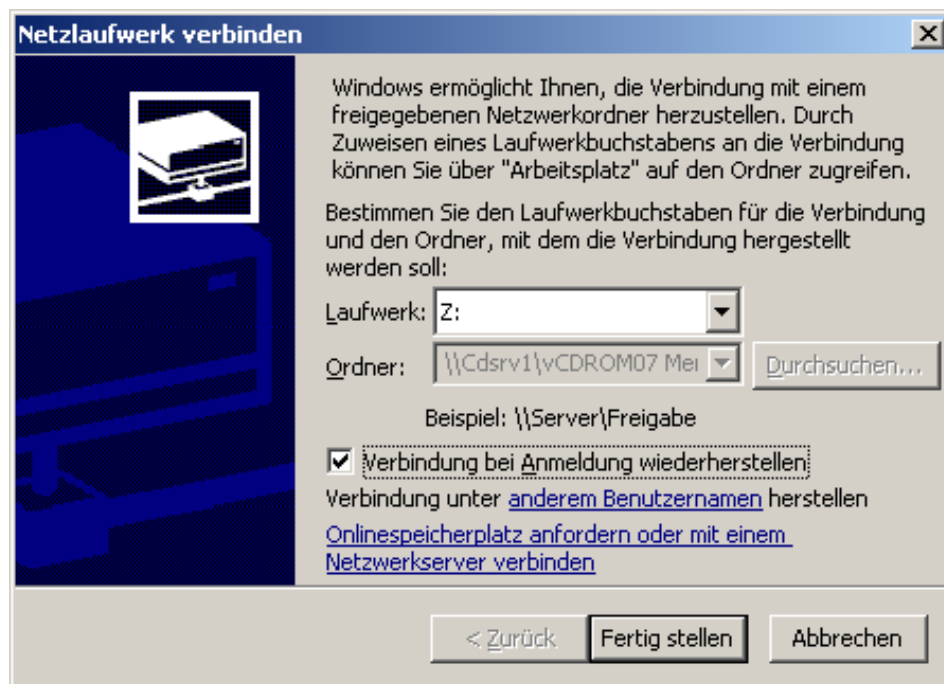 Netzlaufwerk verbinden
Windows ermöglicht Ihnen, die Verbindung mit einem
freigegebenen Netzwerkordner herzustellen. Durch
Zuweisen eines Laufwerkbuchstabens an die Verbindung
können Sie über "Arbeitsplatz" auf den Ordner zugreifen.
Bestimmen Sie den Laufwerkbuchstaben für die Verbindung
und den Ordner, mit dem die Verbindung hergestellt
werden soll:
Laufwerk: Z:
Ordner: \\Cdsrv1\vCDROM07 Durchsuchen...
Beispiel: \\Server\Freigabe
Verbindung bei Anmeldung wiederherstellen
Verbindung unter anderem Benutzernamen herstellen
Onlinespeicherplatz anfordern oder mit einem
Netzwerkserver verbinden
< Zurück Fertig stellen Abbrechen